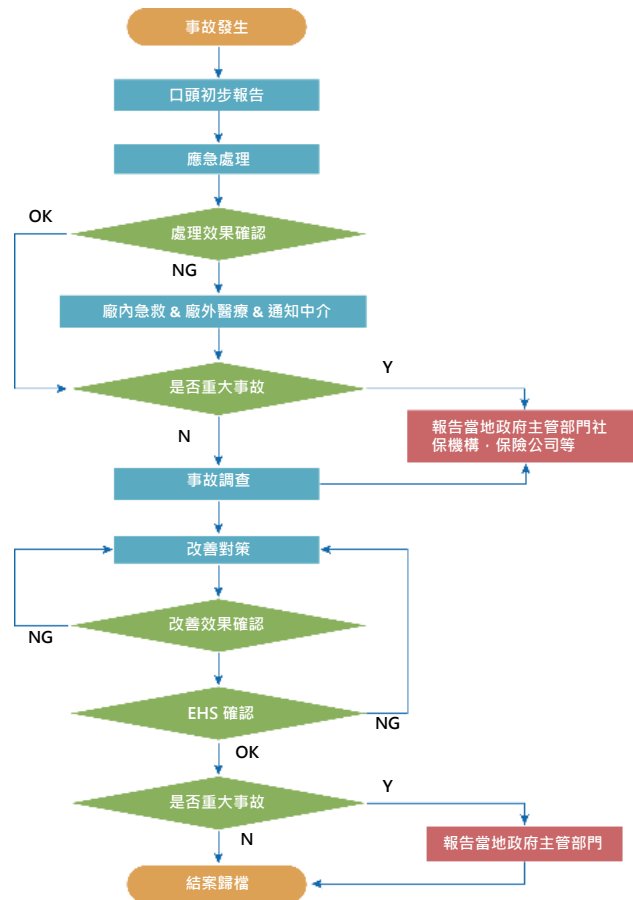 事故發生
口頭初步報告
應急處理
OK
處理效果確認
NG
廠內急救 & 廠外醫療 & 通知中介
Y
是否重大事故
報告當地政府主管部門社
保機構，保險公司等
N
事故調查
改善對策
改善效果確認
NG
EHS 確認
NG
OK
Y
是否重大事故
N
報告當地政府主管部門
結案歸檔